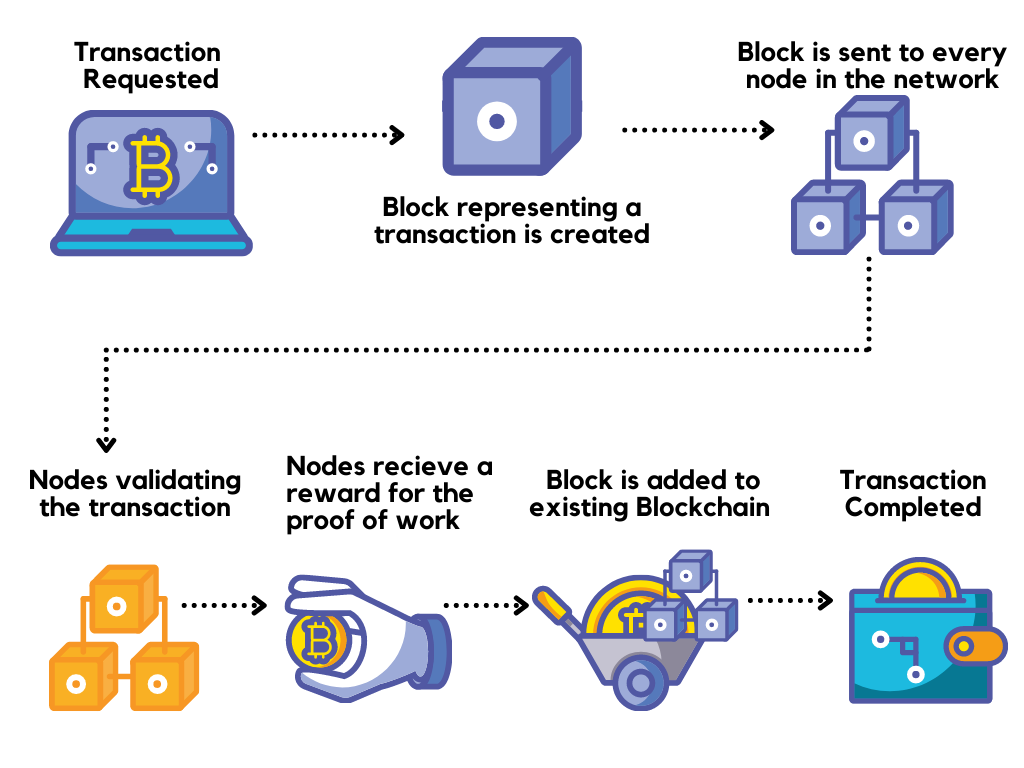 Transaction
Requested
Block representing a
transaction is created
Block is sent to every
node in the network
Nodes validating
the transaction
Nodes recieve a
reward for the
proof of work
Block is added to
existing Blockchain
Transaction
Completed